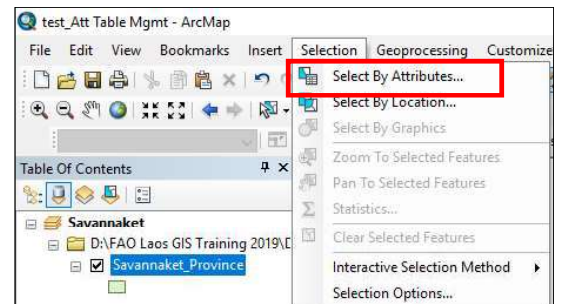 test_Att Table Mgmt - ArcMap
File Edit View Bookmarks Insert Selection Geoprocessing Customize
Select By Attributes...
Select By Location...
Select By Graphics
Zoom To Selected Features
Pan To Selected Features
Statistics...
Clear Selected Features
Interactive Selection Method
Selection Options...
Table Of Contents
Savannaket
D:\FAO Laos GIS Training 2019\
Savannaket_Province